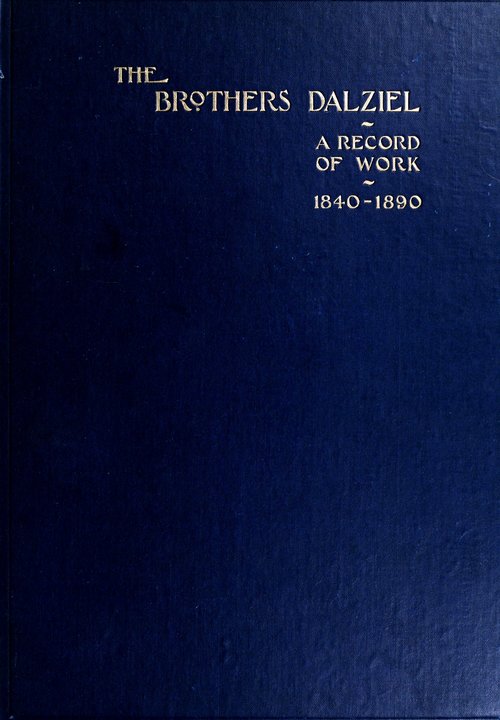 THE
BROTHERS DALZIEL
~
A RECORD
OF WORK
~
1840-1890